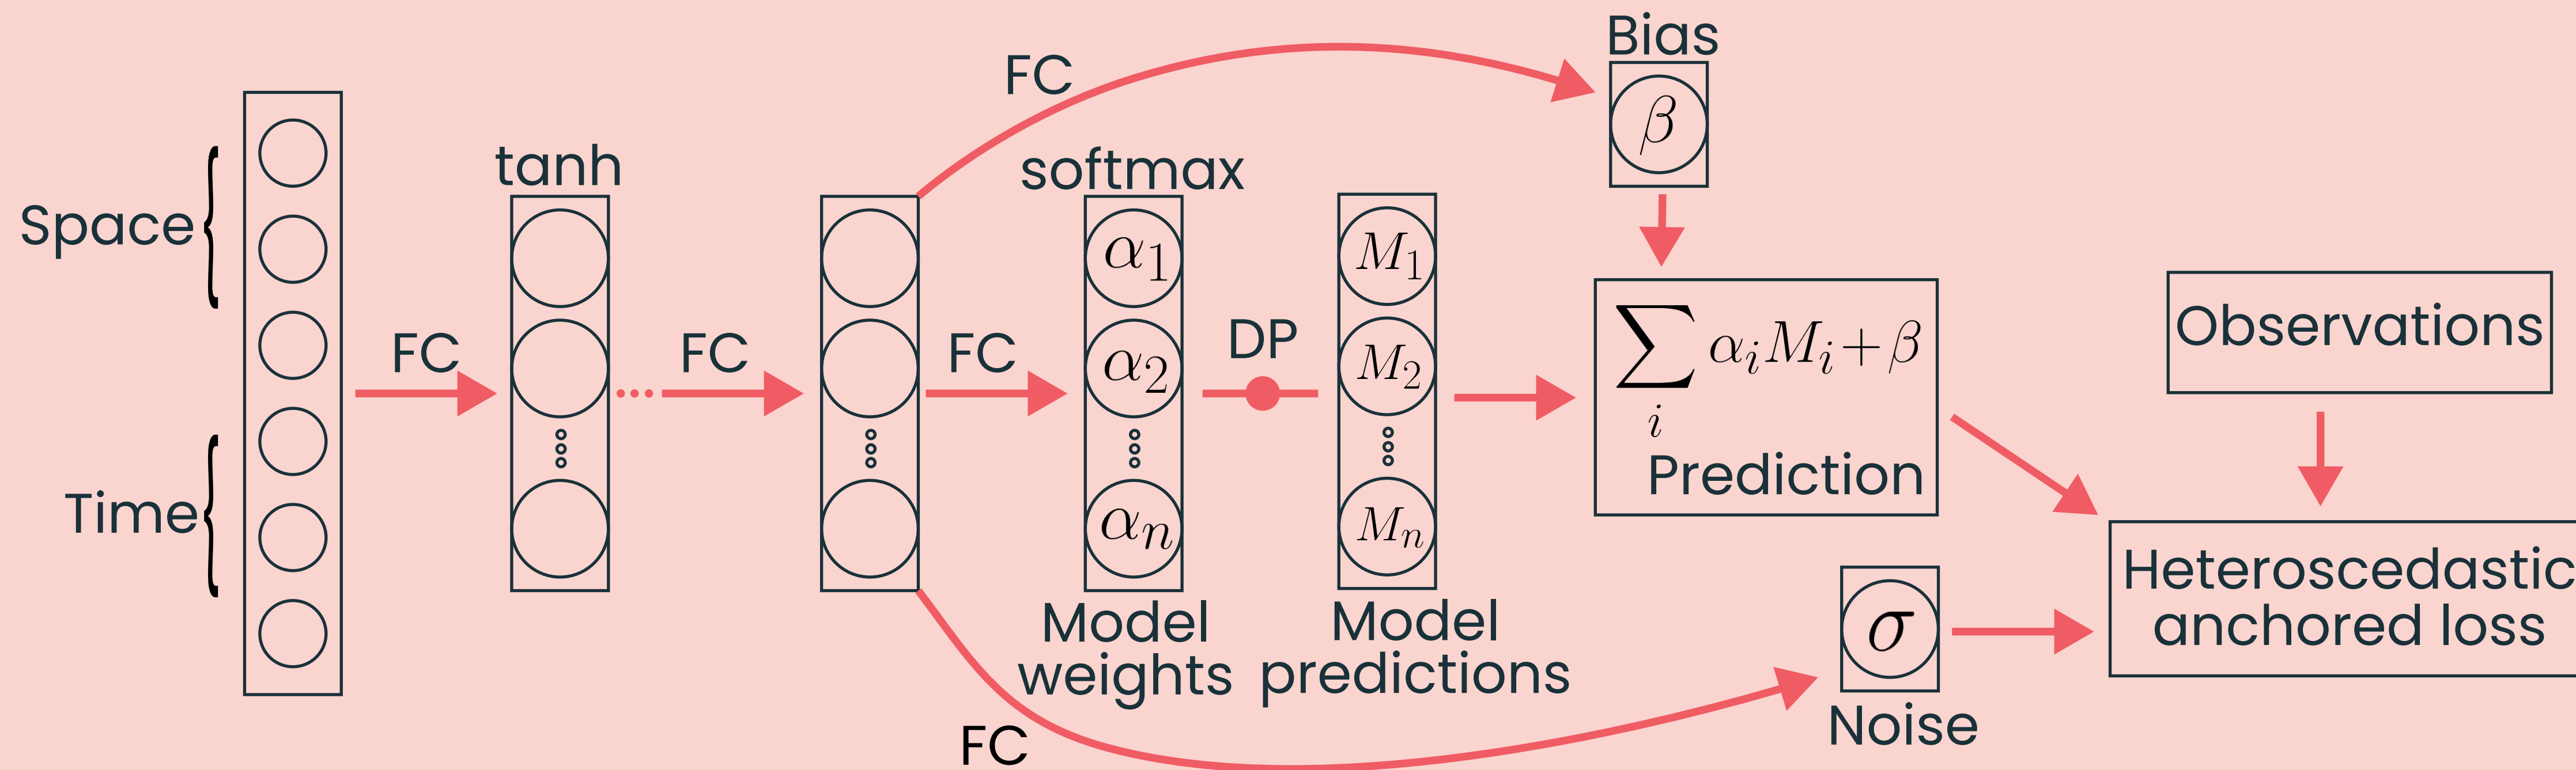 Space
Time
FC
tanh
FC
FC
softmax
α1
α2
αn
Model
weights
DP
M1
M2
Mn
Model
predictions
FC
Bias
β
∑ αiMi+β
i
Prediction
FC
σ
Noise
Observations
Heteroscedastic
anchored loss